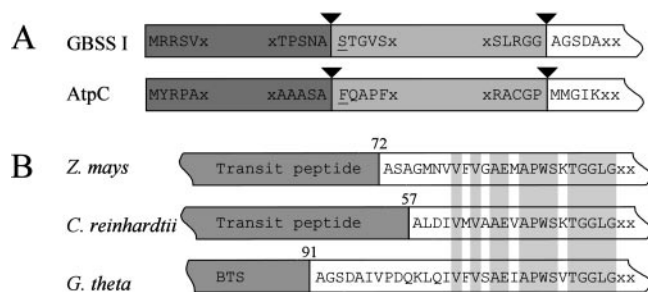 A
GBSS I MRRSVx xTPSNA STGVSx xSLRGG AGSDAxx
AtpC MYRPAx xAAASA FQAPFx xRACGP MMGIKxx
B
72
Z. mays Transit peptide ASAGMNVVFVGAEMAPWSKTGGLGxx
57
C. reinhardtii Transit peptide ALDIVMVAAEVAPWSKTGGLGxx
91
G. theta BTS AGSDAIVPDQKLQIVFVSAEIAPWSVTGGLGxx